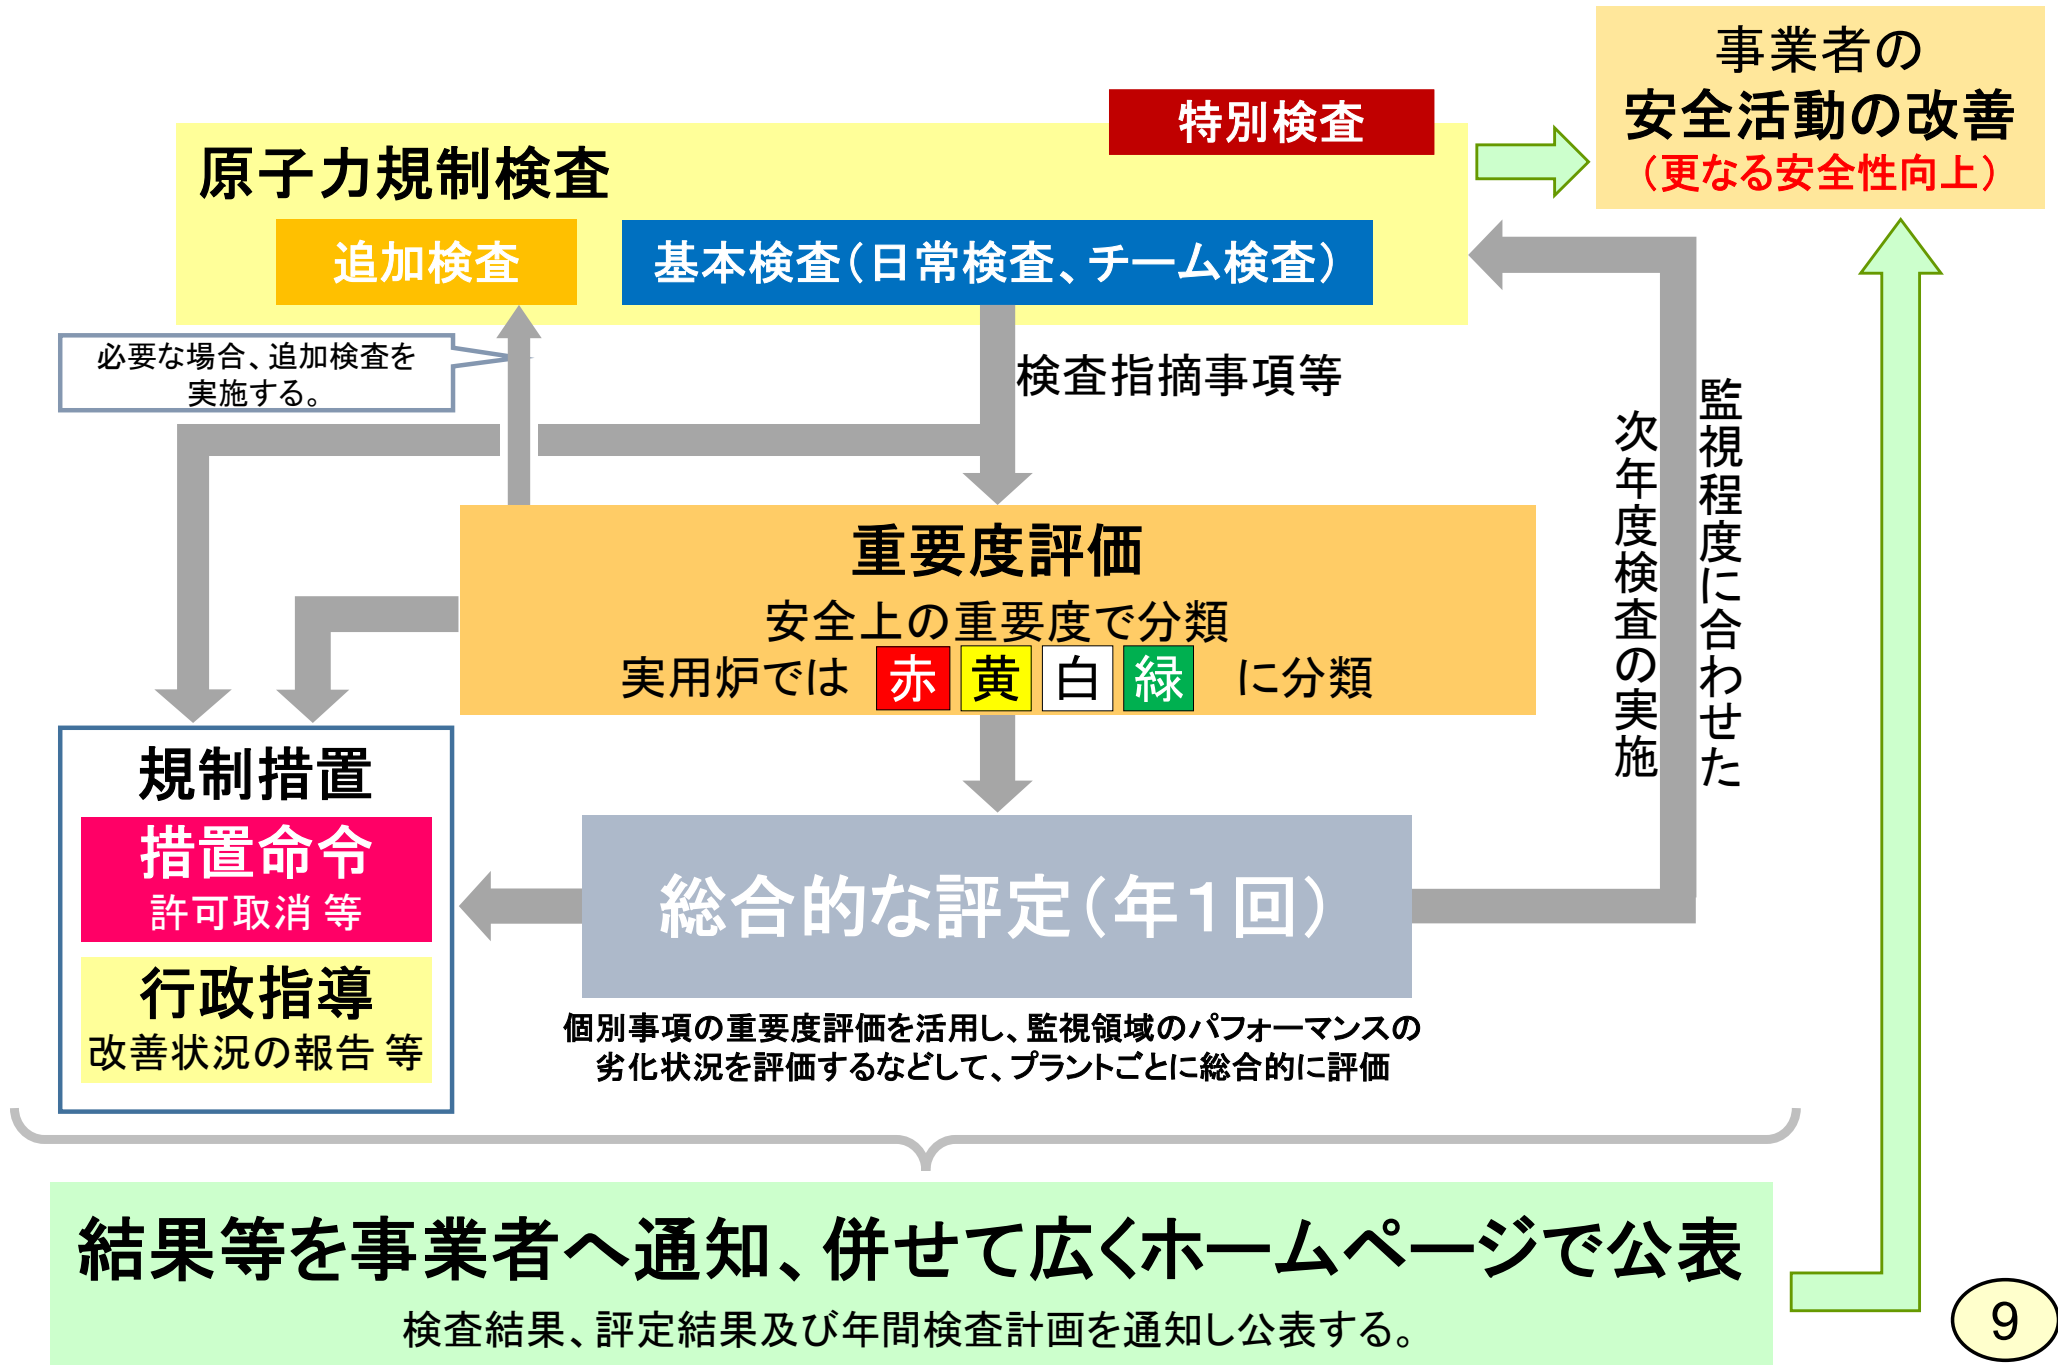 事業者の
安全活動の改善
（更なる安全性向上）
特別検査
原子力規制検査
追加検査
基本検査（日常検査、チーム検査）
必要な場合、追加検査を
実施する。
検査指摘事項等
監視程度に合わせた
次年度検査の実施
重要度評価
安全上の重要度で分類
実用炉では 赤 黄 白 緑 に分類
規制措置
措置命令
許可取消 等
行政指導
改善状況の報告 等
総合的な評定（年１回）
個別事項の重要度評価を活用し、監視領域のパフォーマンスの
劣化状況を評価するなどして、プラントごとに総合的に評価
結果等を事業者へ通知、併せて広くホームページで公表
検査結果、評定結果及び年間検査計画を通知し公表する。
9